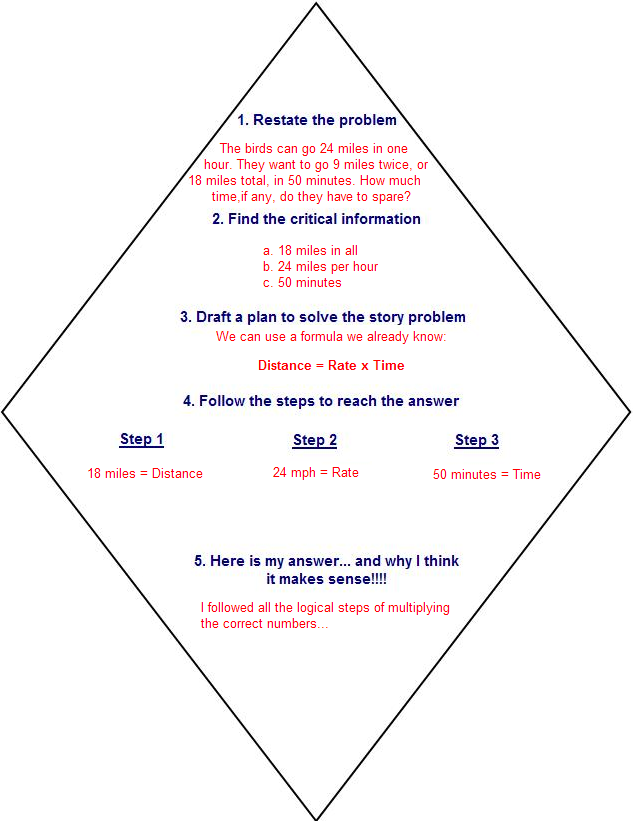 1. Restate the problem
The birds can go 24 miles in one
hour. They want to go 9 miles twice, or
18 miles total, in 50 minutes. How much
time,if any, do they have to spare?
2. Find the critical information
a. 18 miles in all
b. 24 miles per hour
c. 50 minutes
3. Draft a plan to solve the story problem
We can use a formula we already know:
Distance = Rate x Time
4. Follow the steps to reach the answer
Step 1
Step 2
Step 3
18 miles = Distance
24 mph = Rate
50 minutes = Time
5. Here is my answer... and why I think
it makes sense!!!!
I followed all the logical steps of multiplying
the correct numbers...